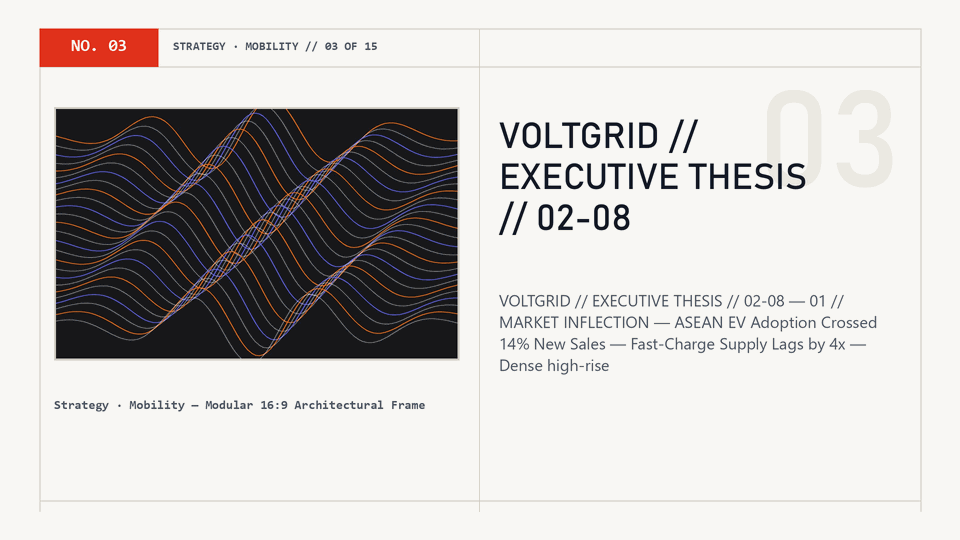 NO. 03
STRATEGY · MOBILITY // 03 OF 15
03
VOLTGRID //
EXECUTIVE THESIS
// 02-08
VOLTGRID // EXECUTIVE THESIS // 02-08 — 01 //
MARKET INFLECTION — ASEAN EV Adoption Crossed
14% New Sales — Fast-Charge Supply Lags by 4x —
Dense high-rise
Strategy · Mobility — Modular 16:9 Architectural Frame